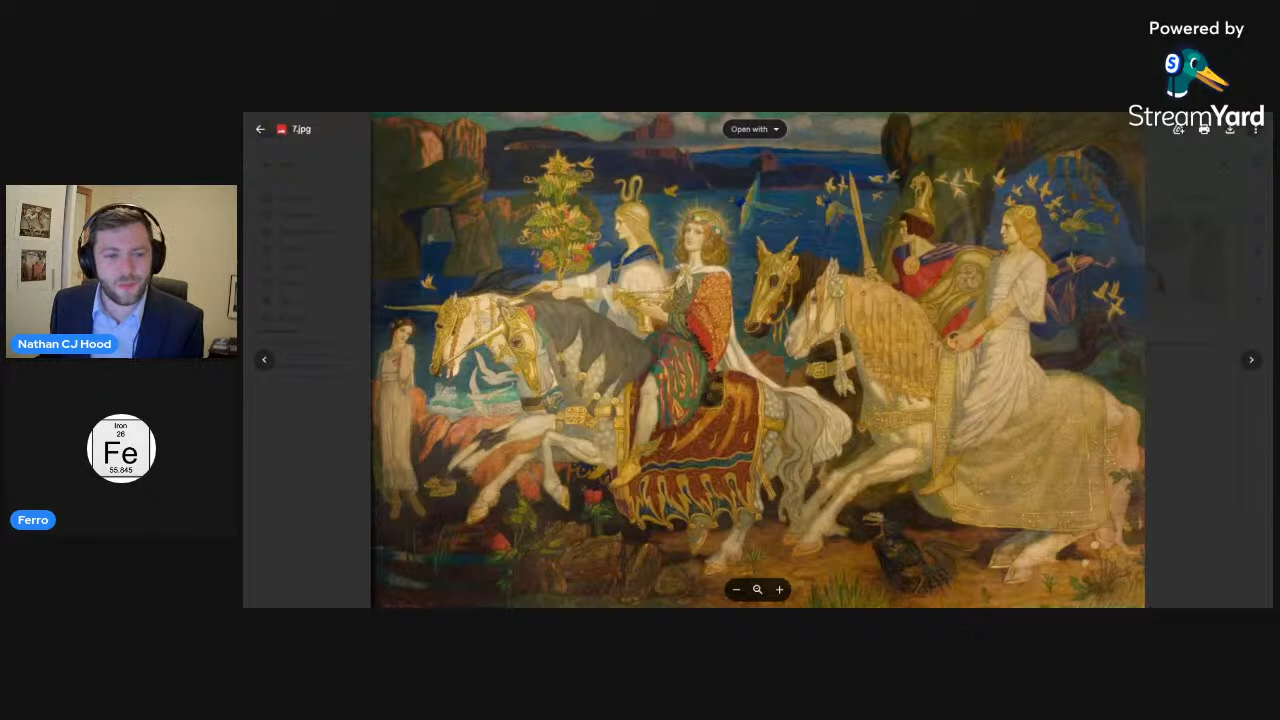 Powered by
S
StreamYard
7.jpg
Open with
Nathan CJ Hood
Iron
26
Fe
55.845
Ferro